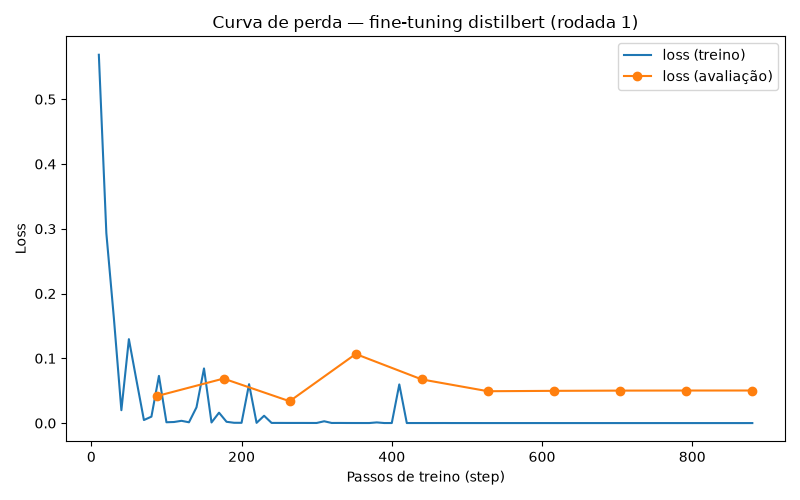 Curva de perda — fine-tuning distilbert (rodada 1)
loss (treino)
loss (avaliação)
Loss
0.5
0.4
0.3
0.2
0.1
0.0
0 200 400 600 800
Passos de treino (step)